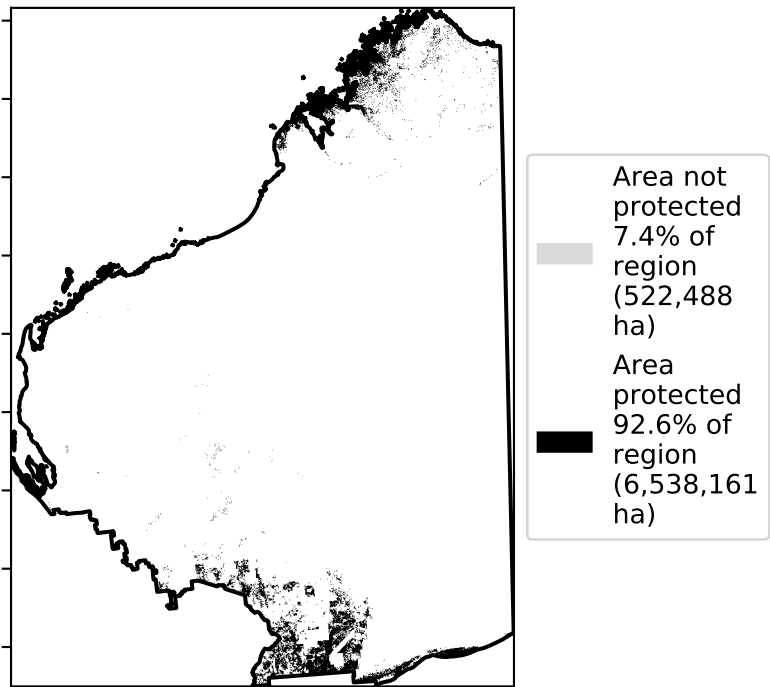 Area not
protected
7.4% of
region
(522,488
ha)
Area
protected
92.6% of
region
(6,538,161
ha)